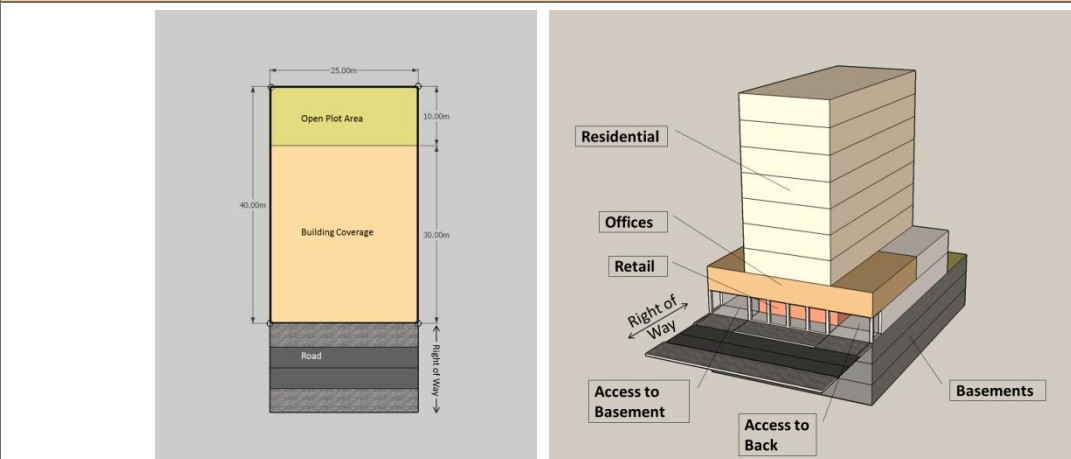 25.00m
Open Plot Area
10.00m
40.00m
Building Coverage
30.00m
Road
Right of Way
Residential
Offices
Retail
Right of
Way
Access to
Basement
Access to
Back
Basements